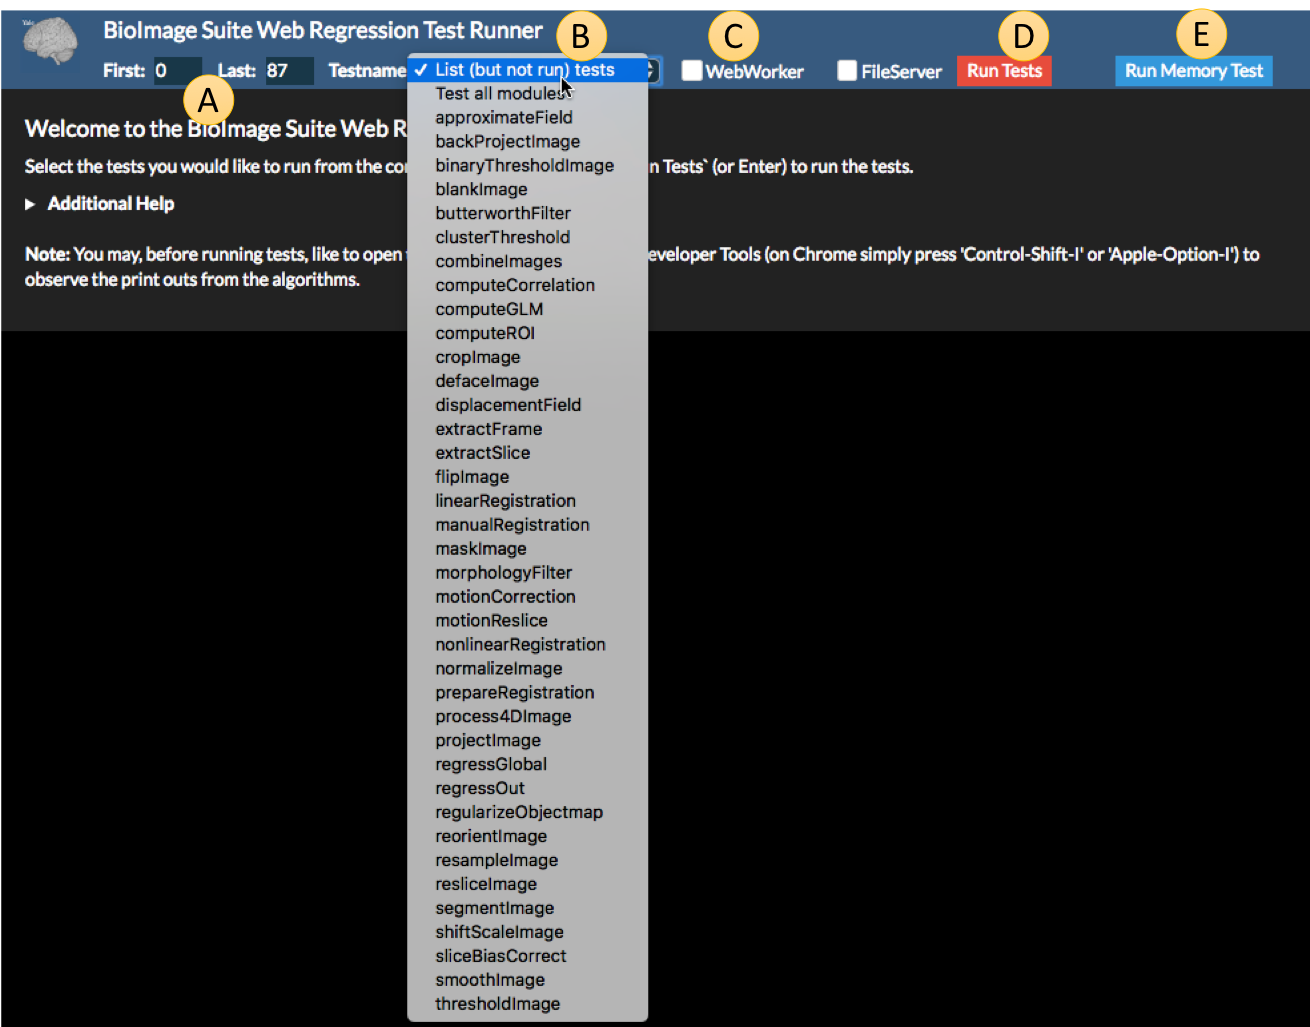 Yale
BioImage Suite Web Regression Test Runner
B
C
D
E
First: 0 Last: 87 Testname
✓ List (but not run) tests
WebWorker
FileServer
Run Tests
Run Memory Test
A
Welcome to the BioImage Suite Web R
Select the tests you would like to run from the co
n Tests` (or Enter) to run the tests.
▶ Additional Help
Note: You may, before running tests, like to open
eveloper Tools (on Chrome simply press 'Control-Shift-I' or 'Apple-Option-I') to
observe the print outs from the algorithms.
Test all modules
approximateField
backProjectImage
binaryThresholdImage
blankImage
butterworthFilter
clusterThreshold
combineImages
computeCorrelation
computeGLM
computeROI
cropImage
defaceImage
displacementField
extractFrame
extractSlice
flipImage
linearRegistration
manualRegistration
maskImage
morphologyFilter
motionCorrection
motionReslice
nonlinearRegistration
normalizeImage
prepareRegistration
process4DImage
projectImage
regressGlobal
regressOut
regularizeObjectmap
reorientImage
resampleImage
resliceImage
segmentImage
shiftScaleImage
sliceBiasCorrect
smoothImage
thresholdImage